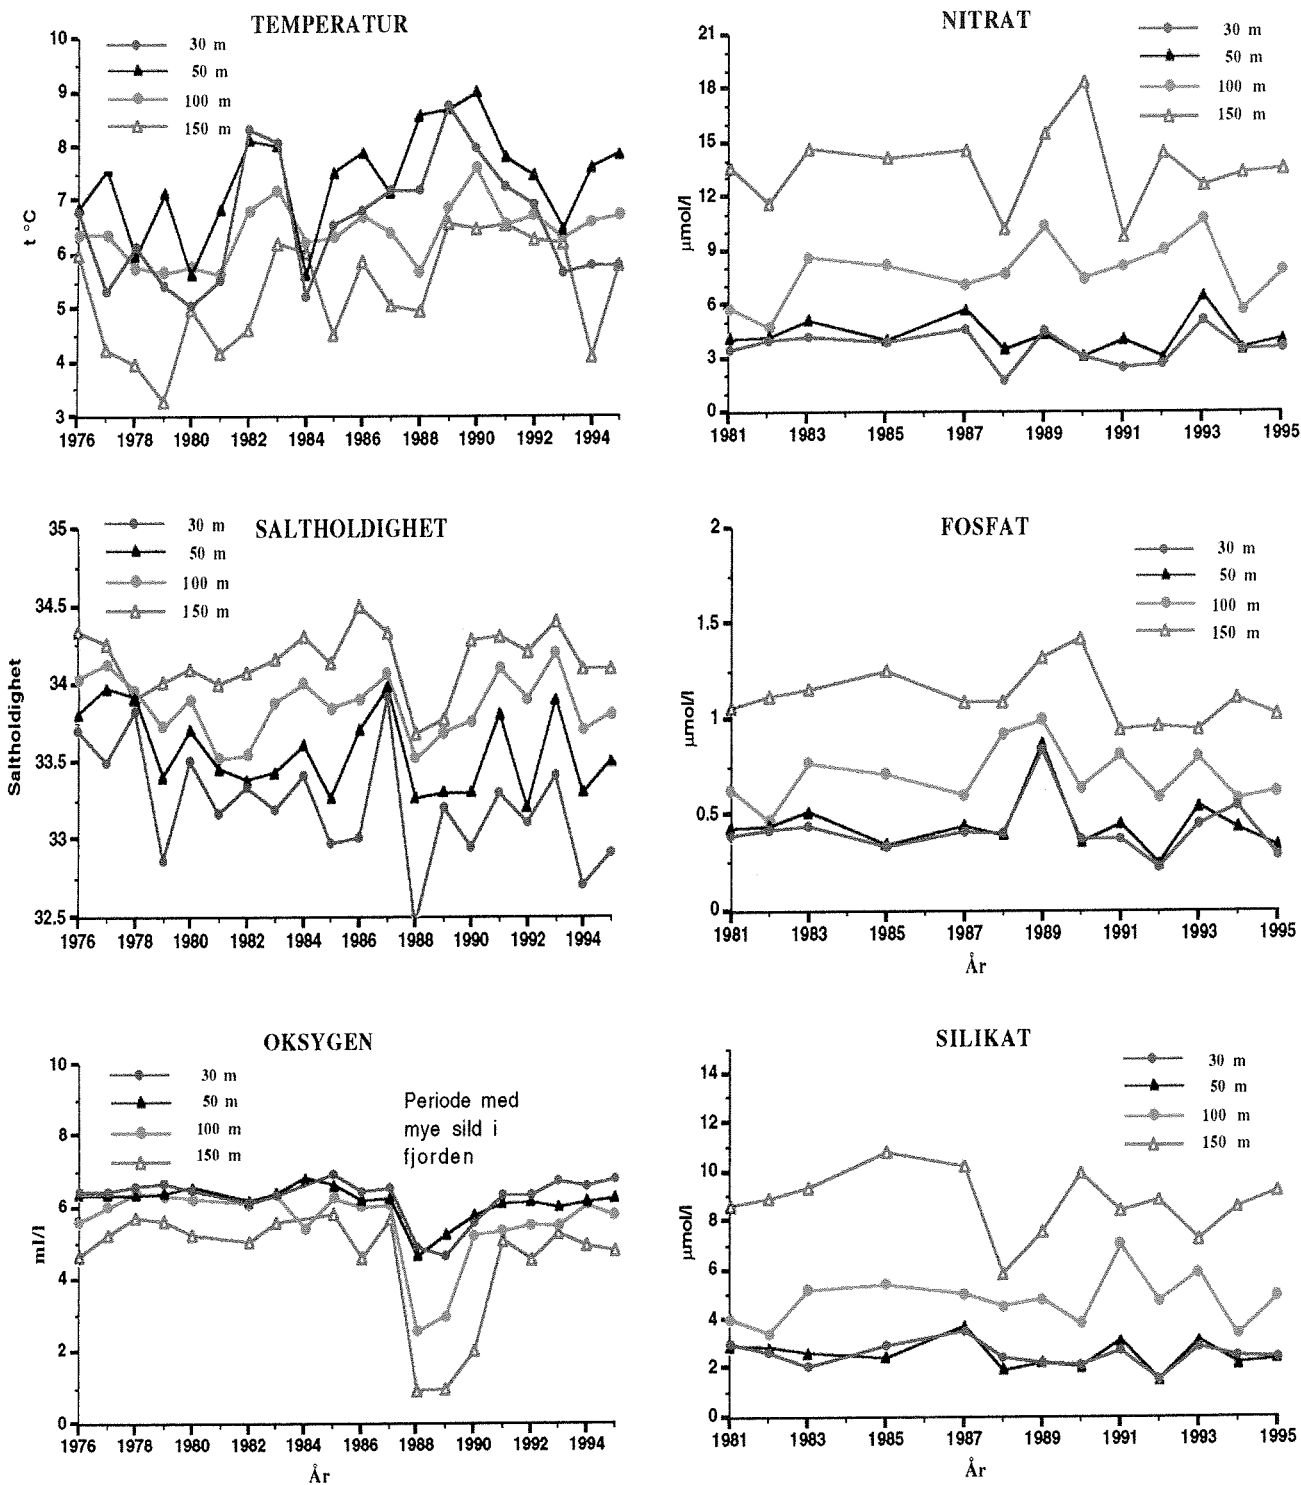 TEMPERATUR
30 m
50 m
100 m
150 m
10
9
8
7
6
5
4
3
t °C
1976 1978 1980 1982 1984 1986 1988 1990 1992 1994
NITRAT
30 m
50 m
100 m
150 m
21
18
15
12
9
6
3
0
µmol/l
1981 1983 1985 1987 1989 1991 1993 1995
SALTHOLDIGHET
30 m
50 m
100 m
150 m
35
34.5
34
33.5
33
32.5
Saltholdighet
1976 1978 1980 1982 1984 1986 1988 1990 1992 1994
FOSFAT
30 m
50 m
100 m
150 m
2
1.5
1
0.5
0
µmol/l
1981 1983 1985 1987 1989 1991 1993 1995
År
OKSYGEN
30 m
50 m
100 m
150 m
Periode med
mye sild i
fjorden
10
8
6
4
2
0
ml/l
1976 1978 1980 1982 1984 1986 1988 1990 1992 1994
År
SILIKAT
30 m
50 m
100 m
150 m
14
12
10
8
6
4
2
0
µmol/l
1981 1983 1985 1987 1989 1991 1993 1995
År